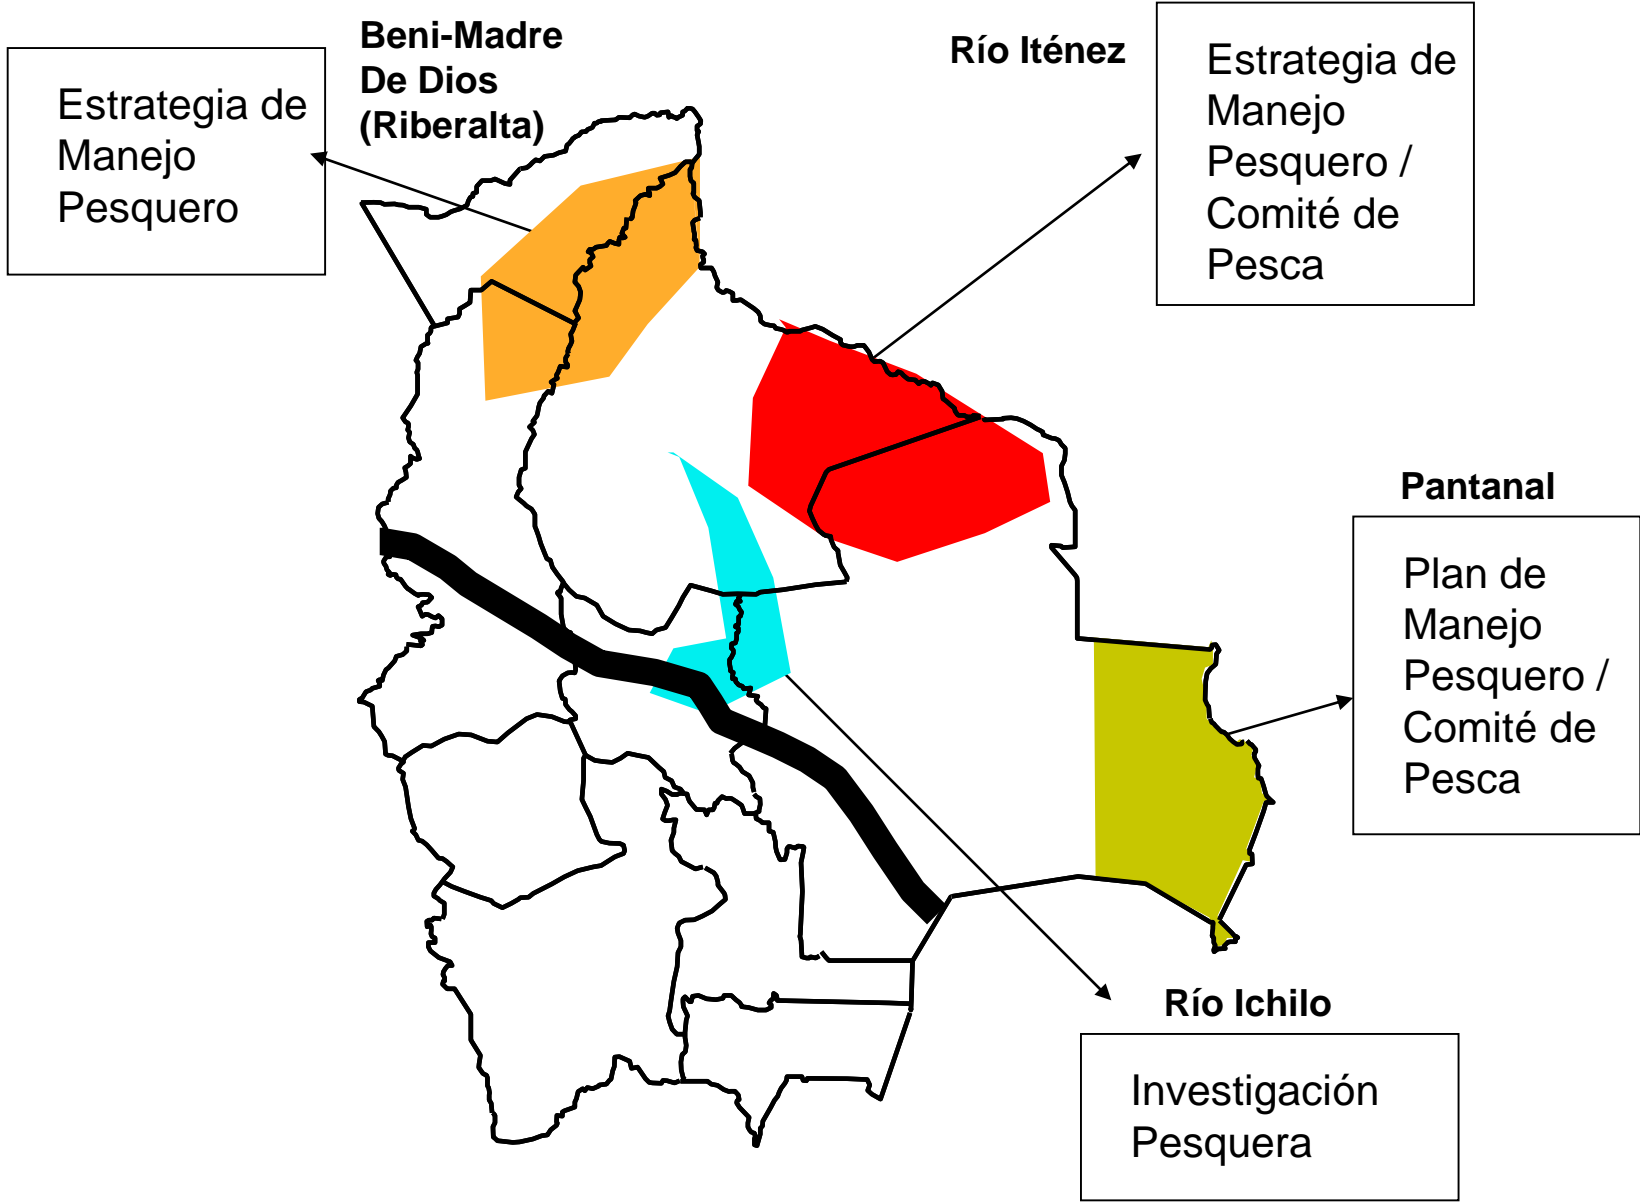 Beni-Madre
De Dios
(Riberalta)
Estrategia de
Manejo
Pesquero
Río Iténez
Estrategia de
Manejo
Pesquero /
Comité de
Pesca
Pantanal
Plan de
Manejo
Pesquero /
Comité de
Pesca
Río Ichilo
Investigación
Pesquera